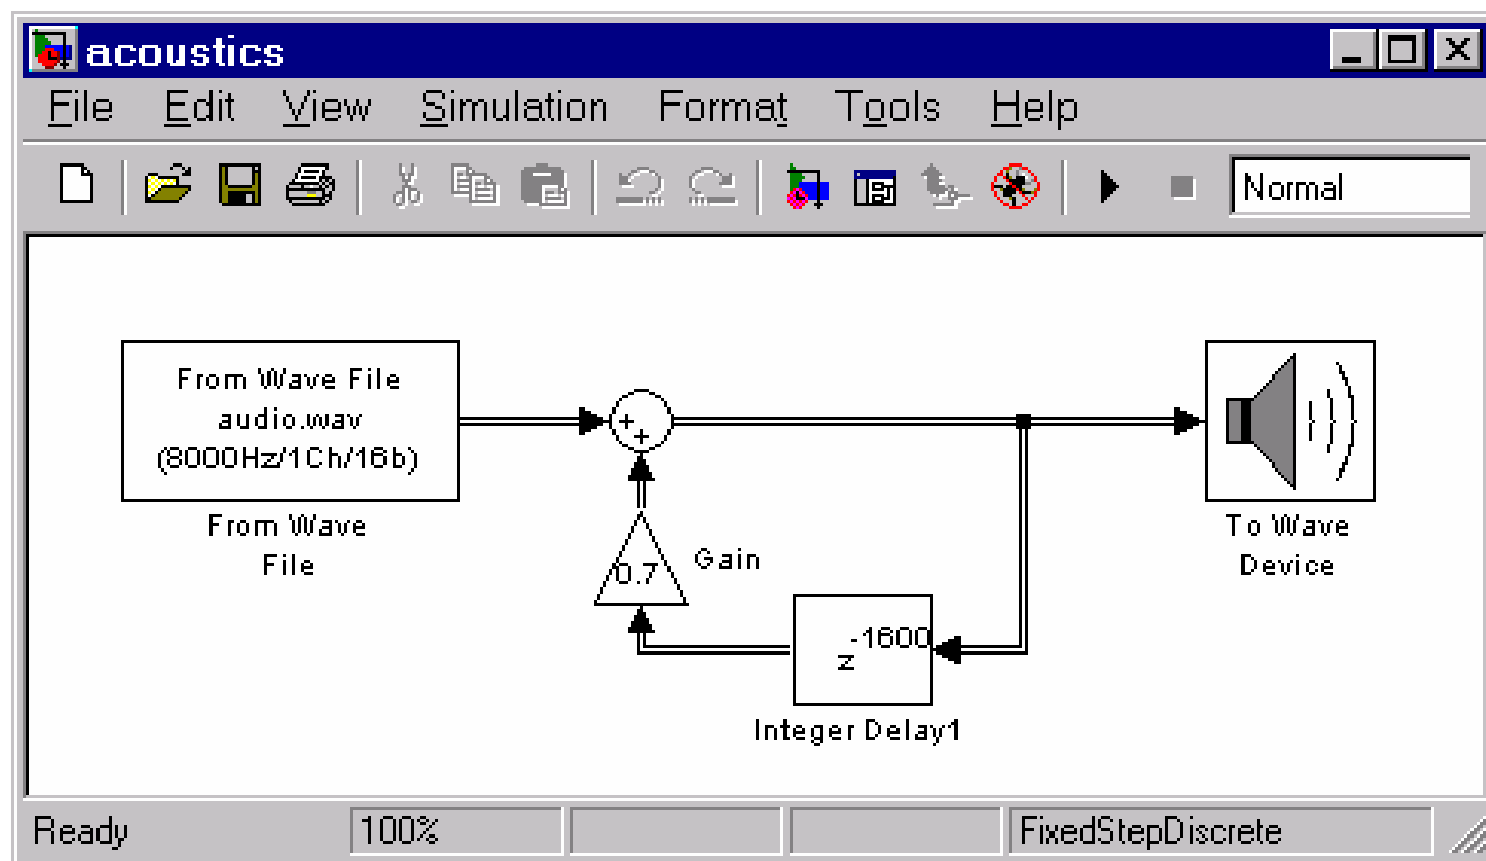 acoustics
File Edit View Simulation Format Tools Help
Normal
From Wave File
audio.wav
(8000Hz/1Ch/16b)
From Wave
File
+
+
0.7
Gain
z-1600
Integer Delay1
To Wave
Device
Ready 100% FixedStepDiscrete